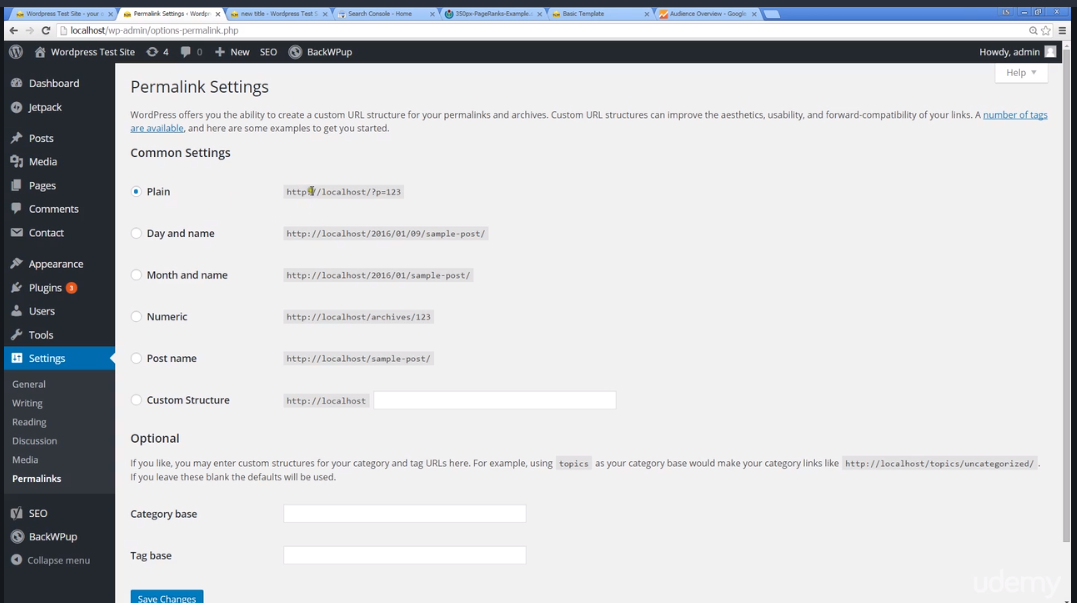 Wordpress Test Site - your s
Permalink Settings - Wordpr
new title - Wordpress Test S
Search Console - Home
350px-PageRanks-Example.
Basic Template
Audience Overview - Google
localhost/wp-admin/options-permalink.php
Wordpress Test Site
4
0
New
SEO
BackWPup
Howdy, admin
Help
Dashboard
Jetpack
Posts
Media
Pages
Comments
Contact
Appearance
Plugins 3
Users
Tools
Settings
General
Writing
Reading
Discussion
Media
Permalinks
SEO
BackWPup
Collapse menu
Permalink Settings
WordPress offers you the ability to create a custom URL structure for your permalinks and archives. Custom URL structures can improve the aesthetics, usability, and forward-compatibility of your links. A number of tags
are available, and here are some examples to get you started.
Common Settings
Plain http://localhost/?p=123
Day and name http://localhost/2016/01/09/sample-post/
Month and name http://localhost/2016/01/sample-post/
Numeric http://localhost/archives/123
Post name http://localhost/sample-post/
Custom Structure http://localhost
Optional
If you like, you may enter custom structures for your category and tag URLs here. For example, using topics as your category base would make your category links like http://localhost/topics/uncategorized/ .
If you leave these blank the defaults will be used.
Category base
Tag base
Save Changes
udemy